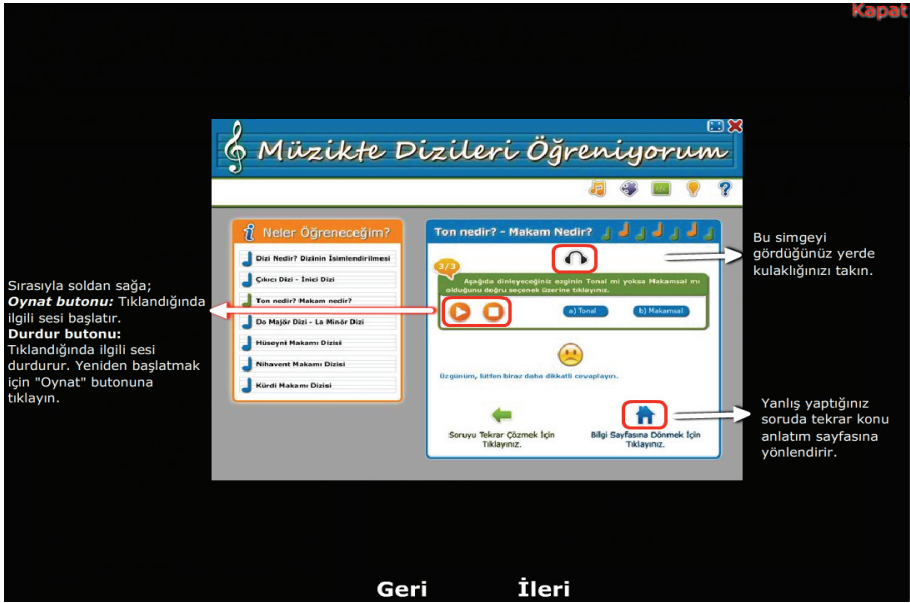 Kapat
Müzikte Dizileri Öğreniyorum
Neler Öğreneceğim?
Dizi Nedir? Dizinin İsimlendirilmesi
Çıkıcı Dizi - İnici Dizi
Ton nedir? Makam nedir?
Do Majör Dizi - La Minör Dizi
Hüseyni Makamı Dizisi
Nihavent Makamı Dizisi
Kürdi Makamı Dizisi
Ton nedir? - Makam Nedir?
3/3
Aşağıda dinleyeceğiniz ezginin Tonal mi yoksa Makamsal mı
olduğunu doğru seçenek üzerine tıklayınız.
a) Tonal
b) Makamsal
Üzgünüm, lütfen biraz daha dikkatli cevaplayın.
Soruyu Tekrar Çözmek İçin
Tıklayınız.
Bilgi Sayfasına Dönmek İçin
Tıklayınız.
Sırasıyla soldan sağa;
Oynat butonu: Tıklandığında
ilgili sesi başlatır.
Durdur butonu:
Tıklandığında ilgili sesi
durdurur. Yeniden başlatmak
için "Oynat" butonuna
tıklayın.
Bu simgeyi
gördüğünüz yerde
kulaklığınızı takın.
Yanlış yaptığınız
soruda tekrar konu
anlatım sayfasına
yönlendirir.
Geri
İleri